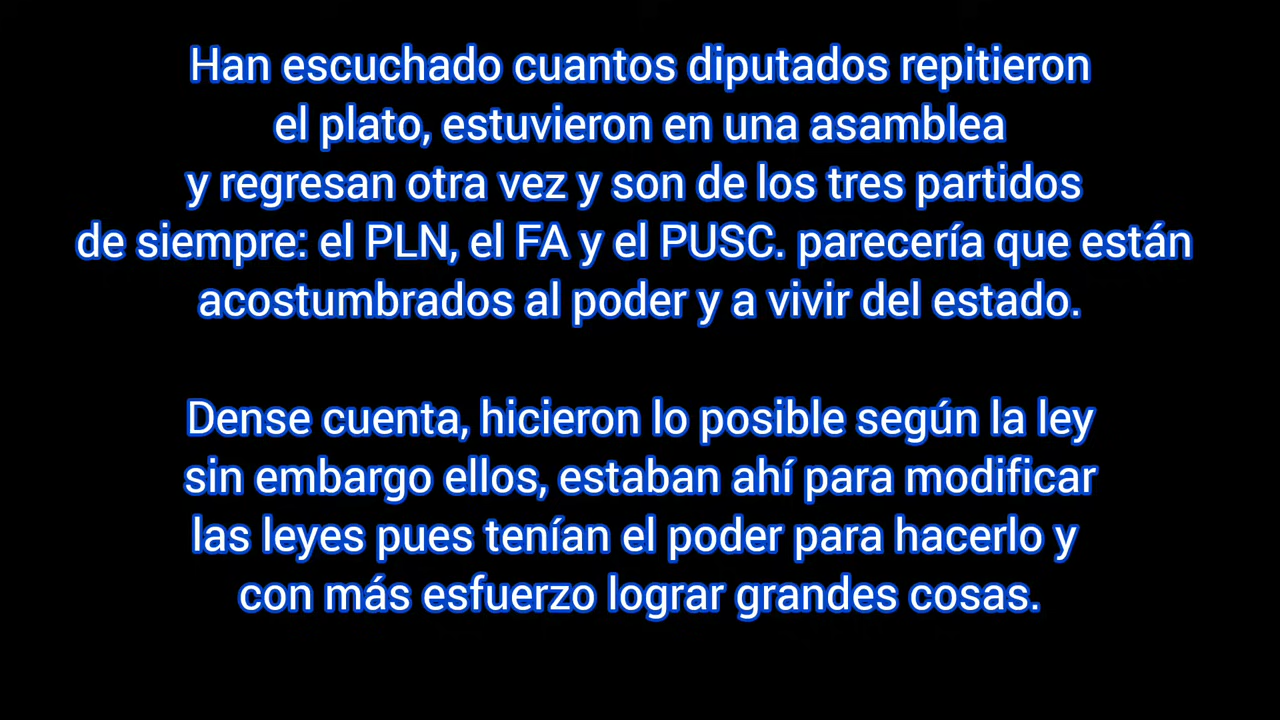 Han escuchado cuantos diputados repitieron
el plato, estuvieron en una asamblea
y regresan otra vez y son de los tres partidos
de siempre: el PLN, el FA y el PUSC. parecería que están
acostumbrados al poder y a vivir del estado.
Dense cuenta, hicieron lo posible según la ley
sin embargo ellos, estaban ahí para modificar
las leyes pues tenían el poder para hacerlo y
con más esfuerzo lograr grandes cosas.